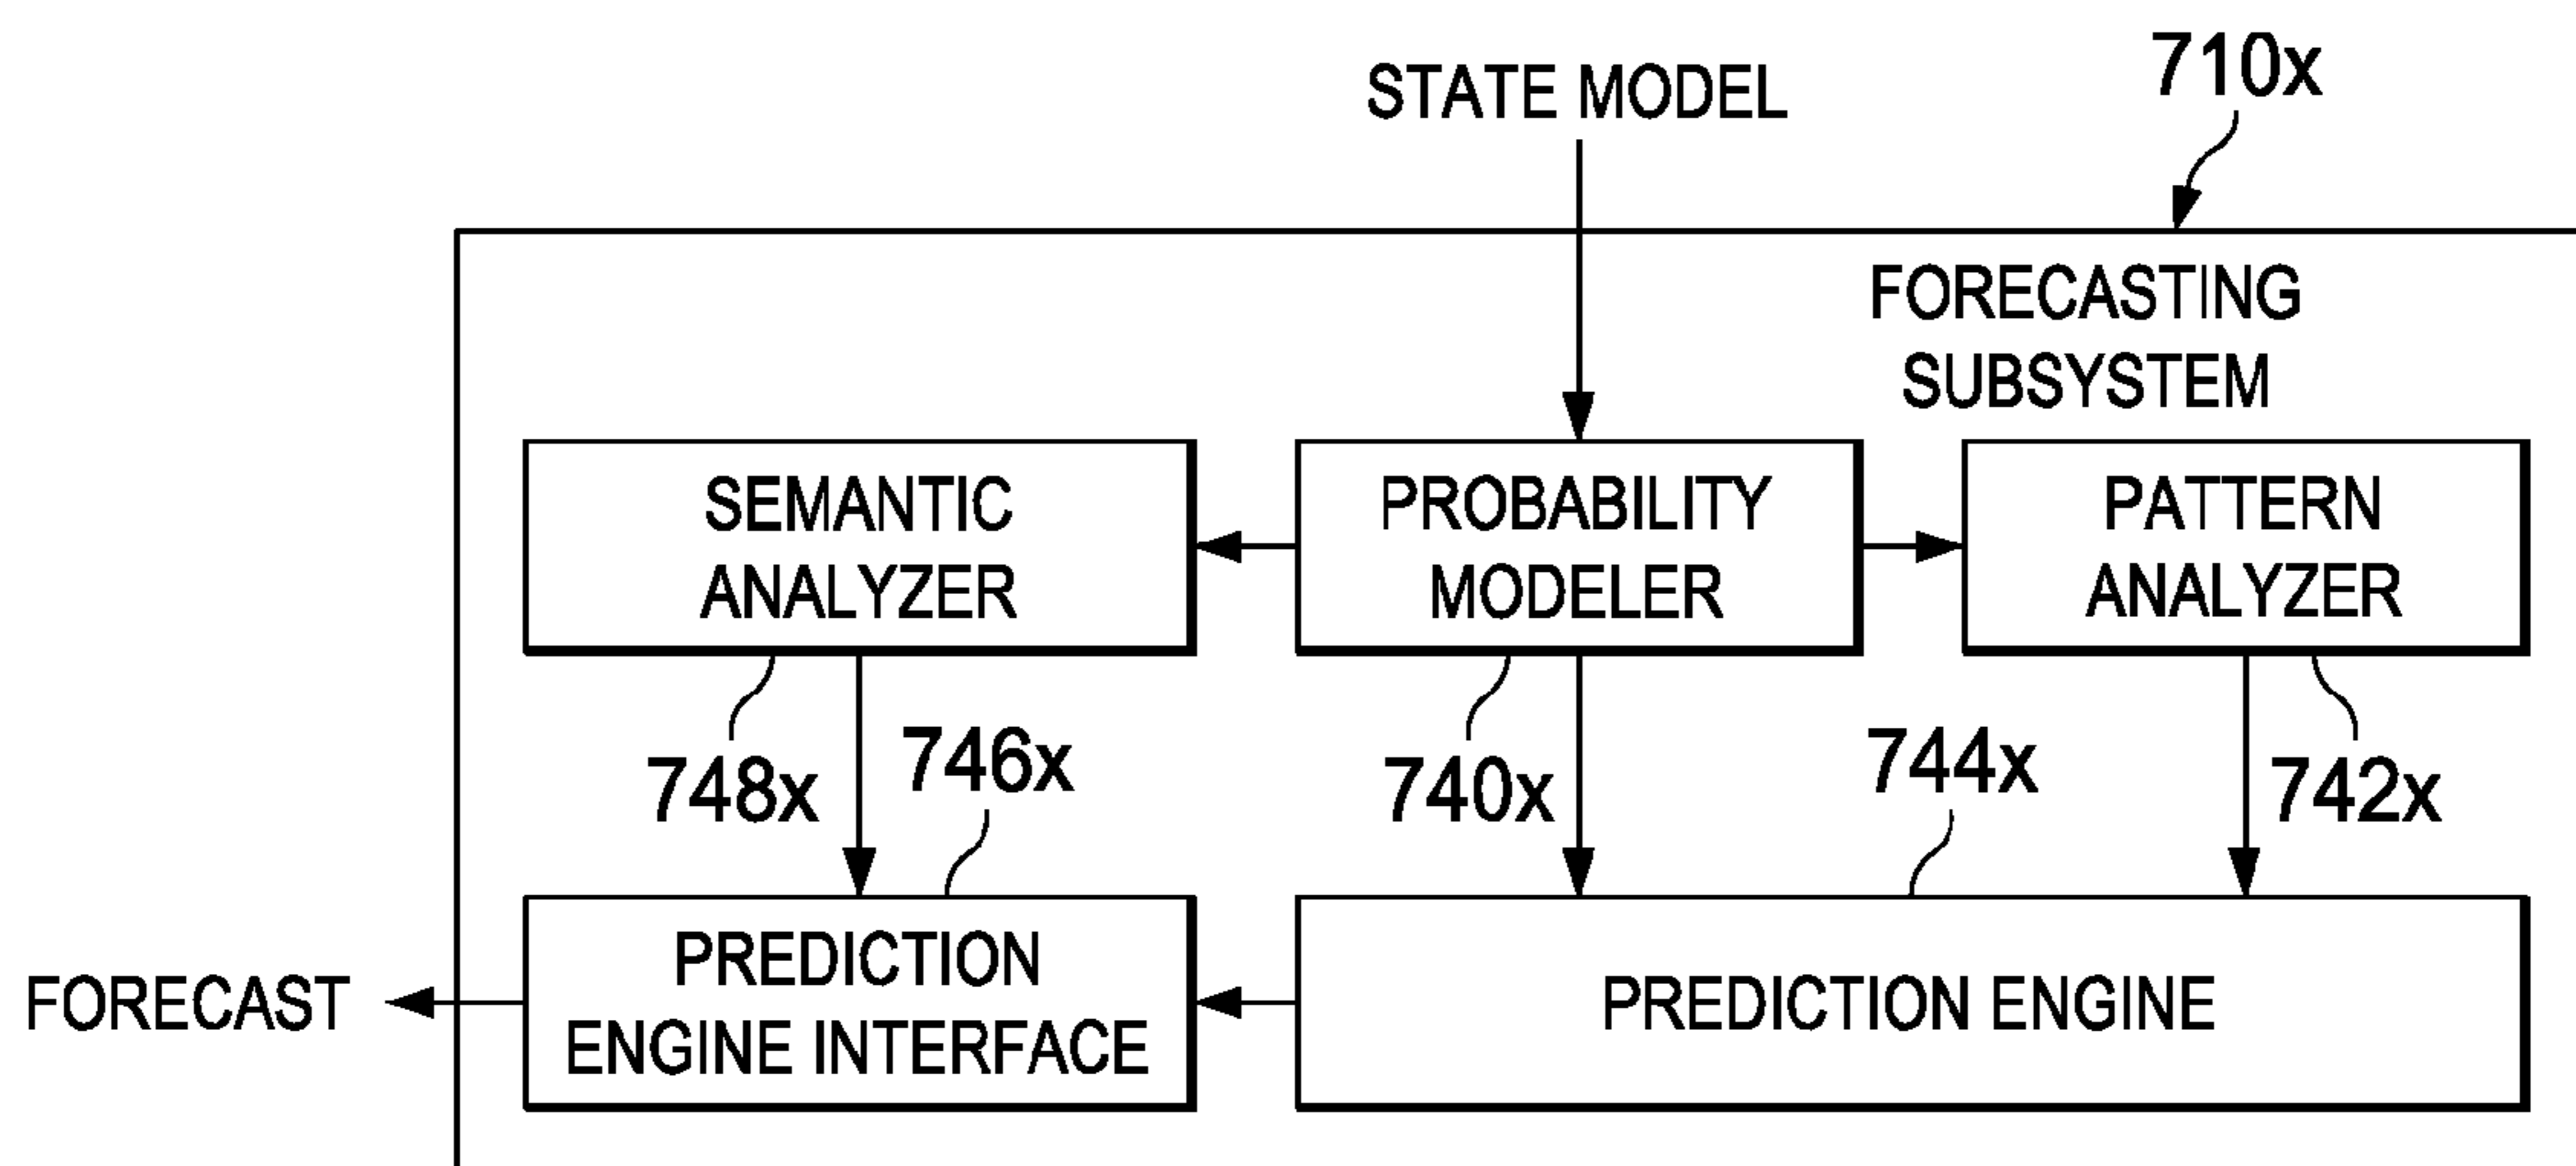 710x
STATE MODEL
FORECASTING
SUBSYSTEM
SEMANTIC
ANALYZER
PROBABILITY
MODELER
PATTERN
ANALYZER
748x
746x
740x
744x
742x
FORECAST
PREDICTION
ENGINE INTERFACE
PREDICTION ENGINE